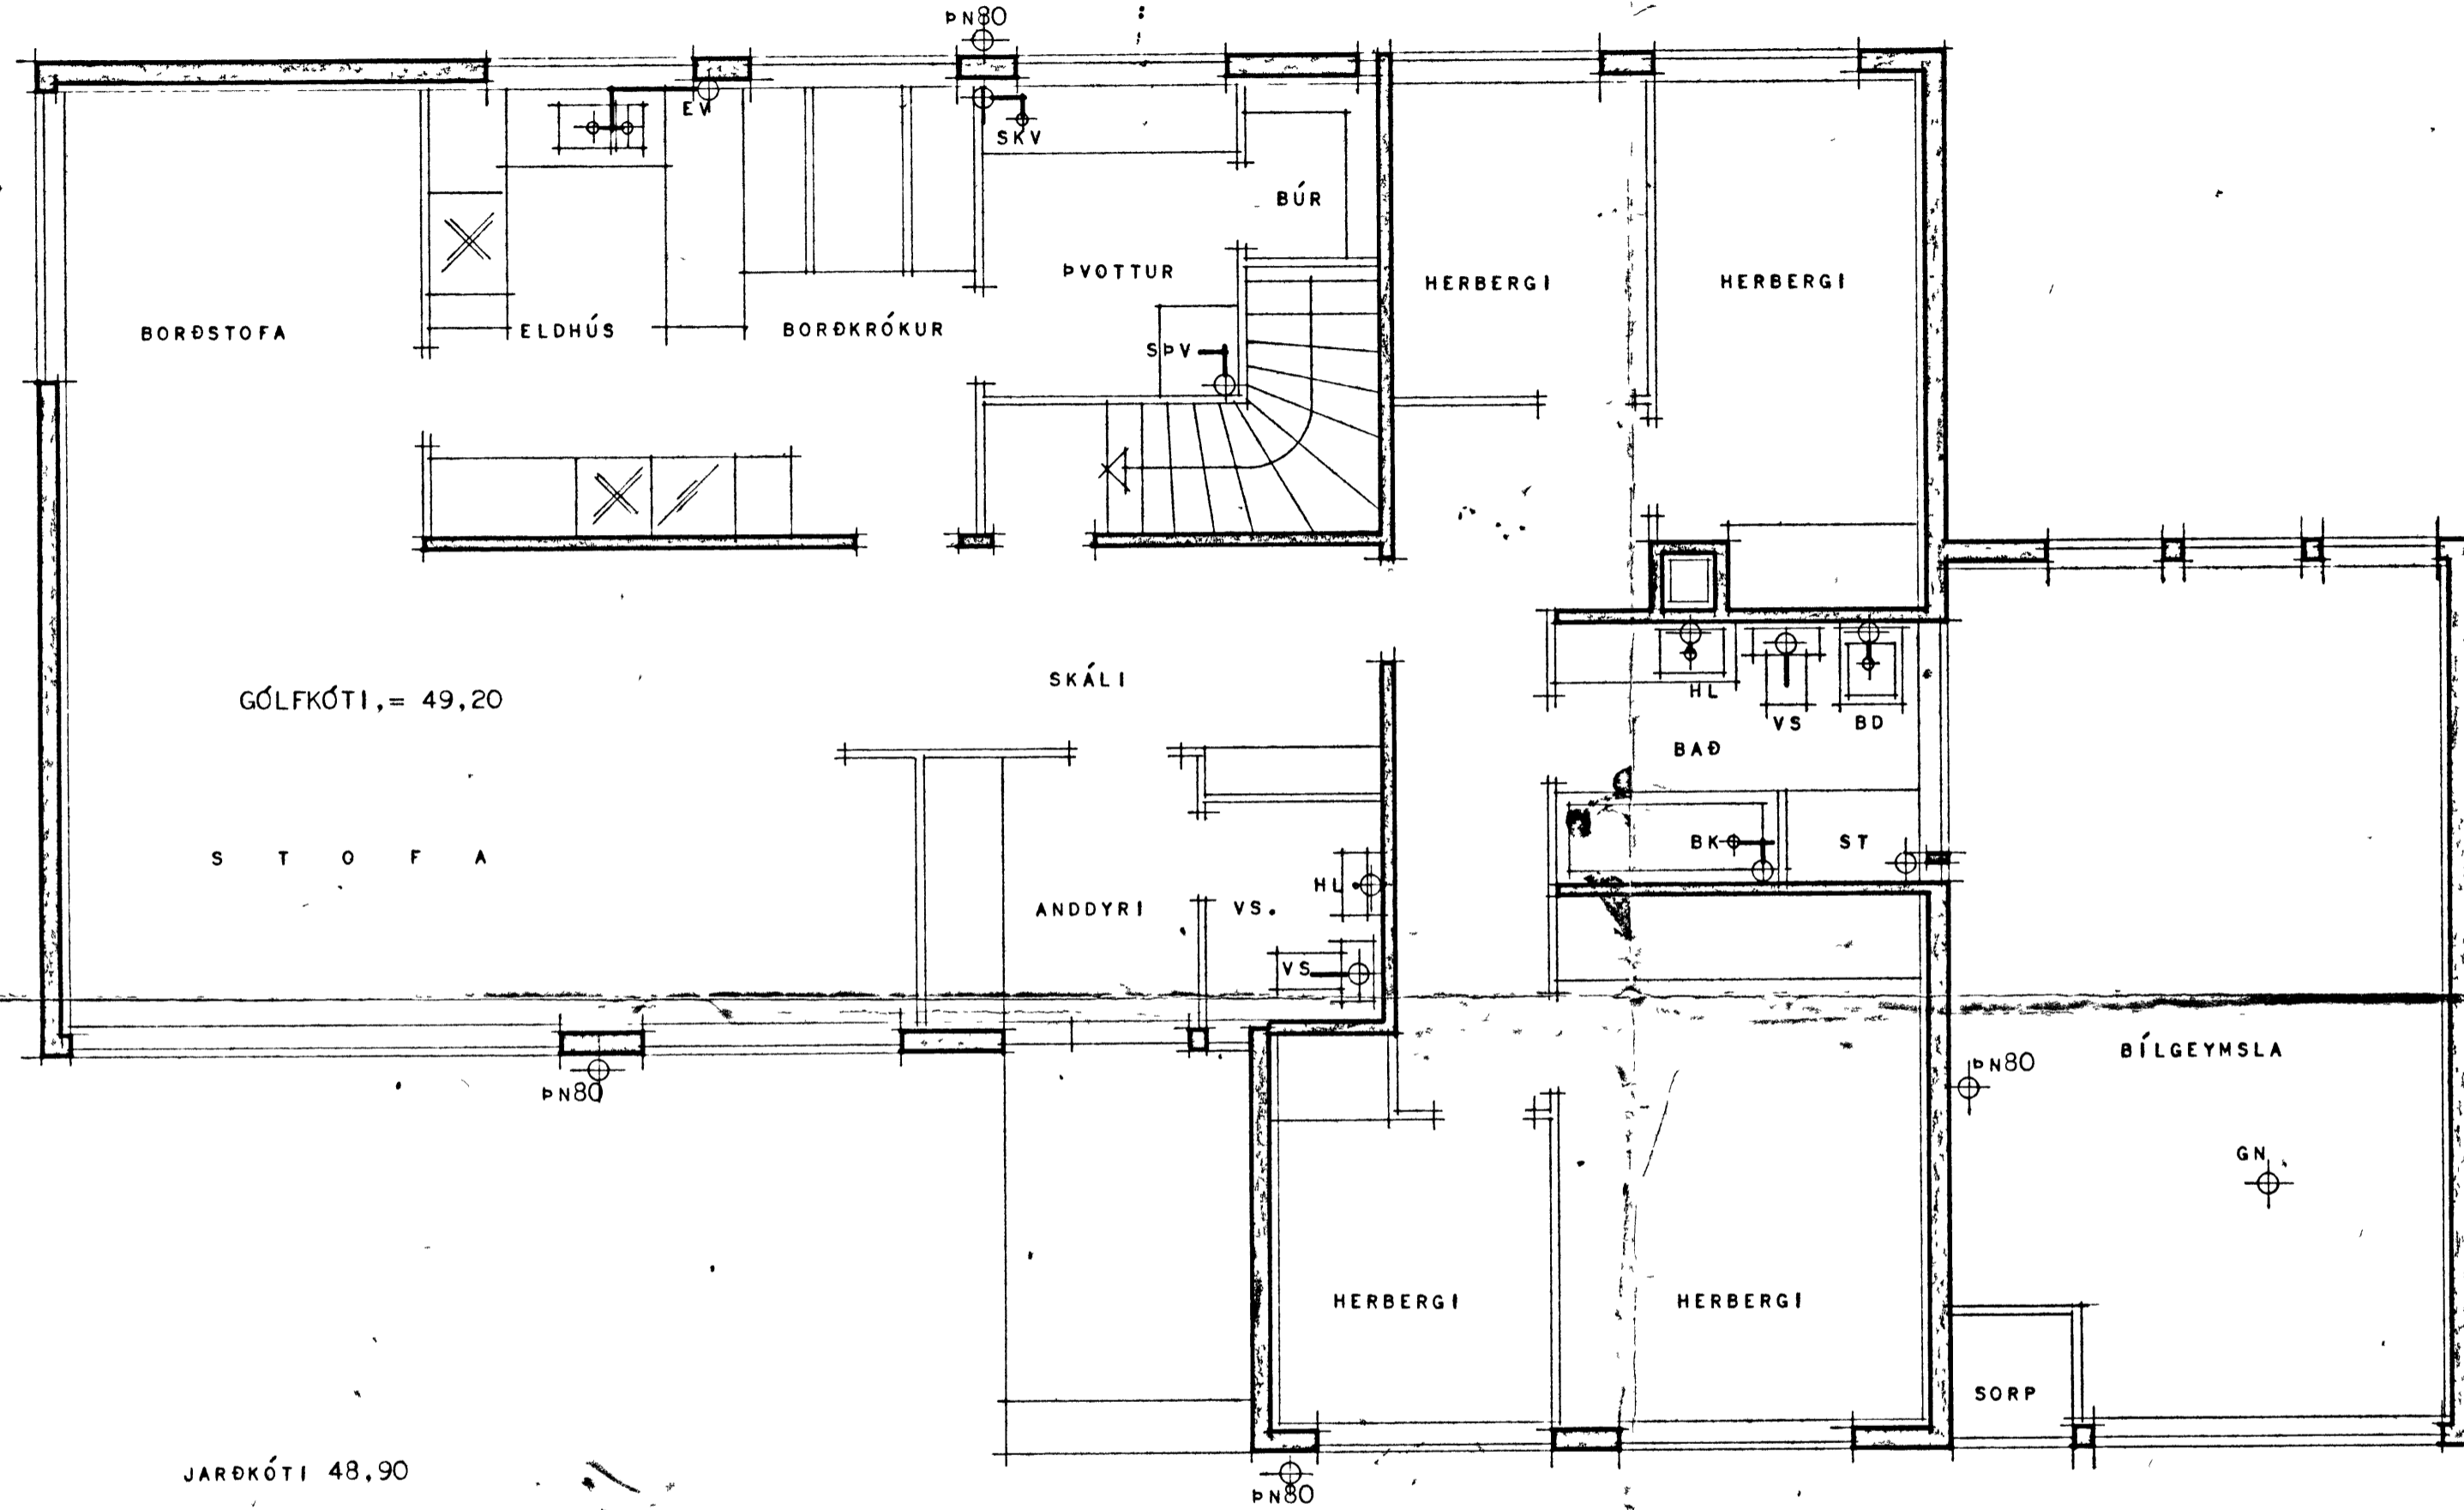 ÞN80
EV
SKV
BÚR
ÞVOTTUR
HERBERGI
HERBERGI
BORÐSTOFA
ELDHÚS
BORÐKRÓKUR
SÞV
SKÁLI
GÓLFKÓTI,= 49,20
HL
VS
BD
BAÐ
BK
ST
STOFA
HL
ANDDYRI
VS.
VS
BÍLGEYMSLA
ÞN80
ÞN80
GN
HERBERGI
HERBERGI
SORP
JARÐKÓTI 48,90
ÞN80